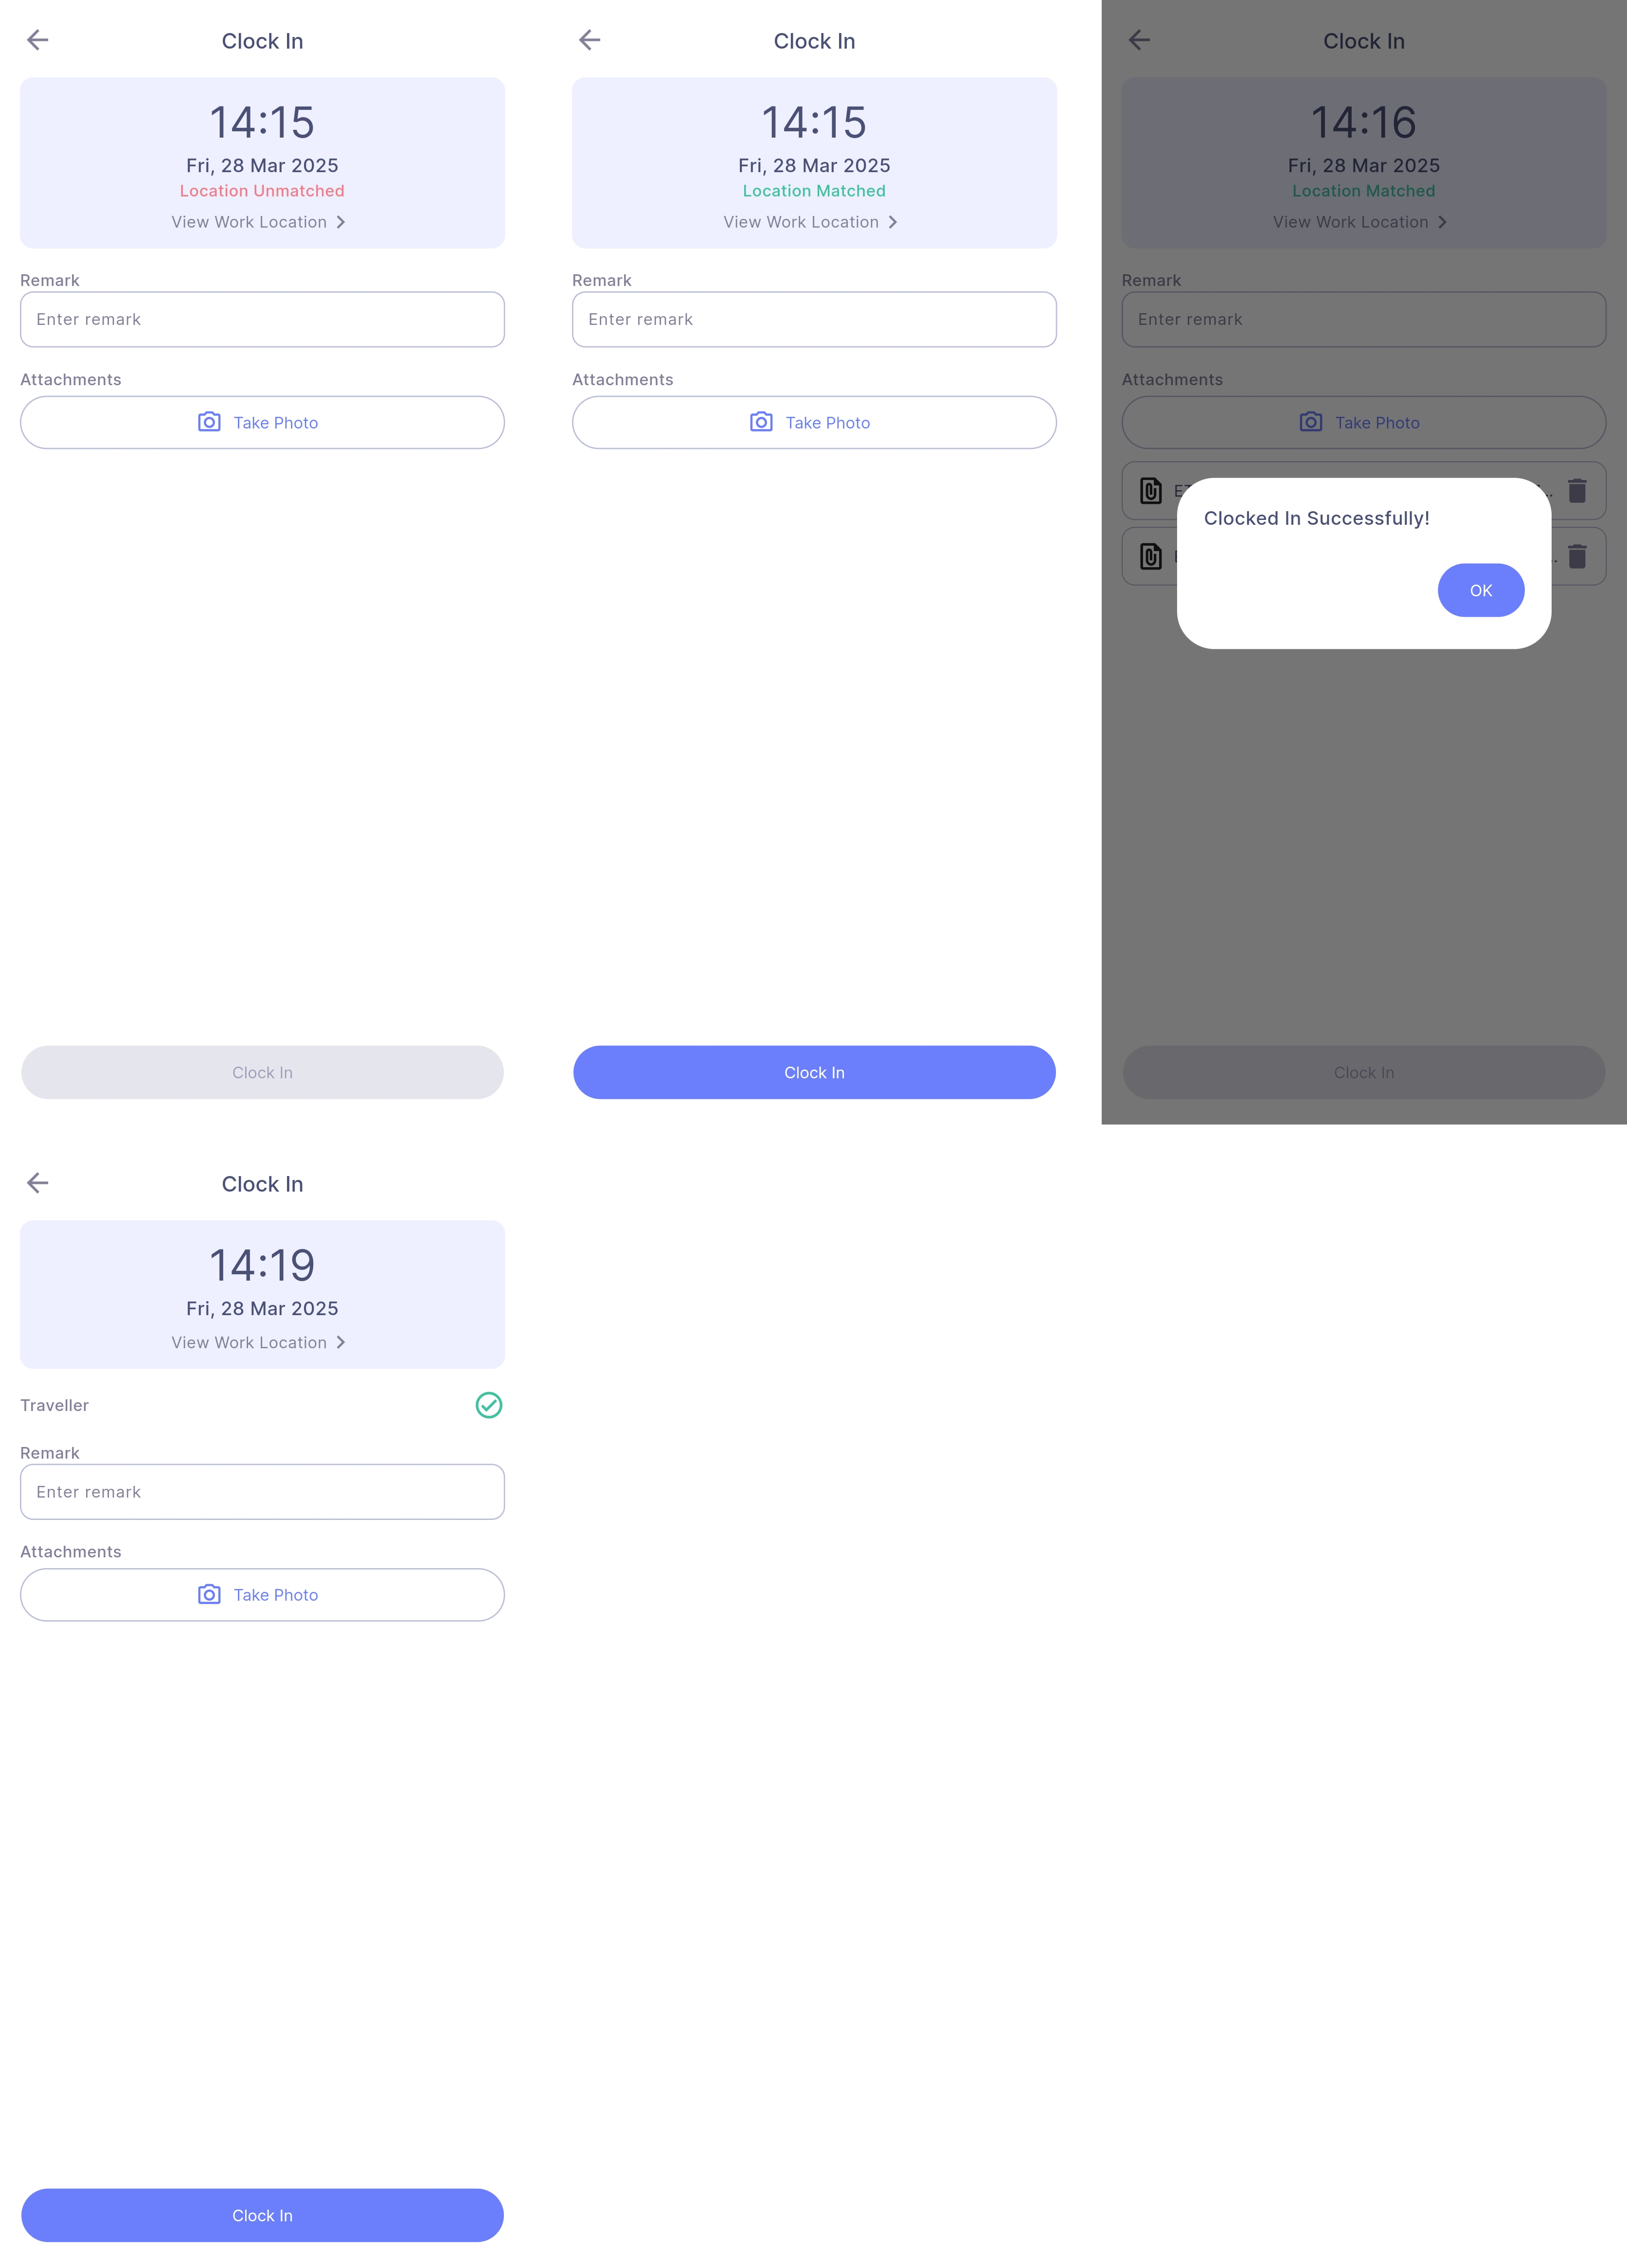 Clock In
14:15
Fri, 28 Mar 2025
Location Unmatched
View Work Location
Remark
Enter remark
Attachments
Take Photo
Clock In
Clock In
14:15
Fri, 28 Mar 2025
Location Matched
View Work Location
Remark
Enter remark
Attachments
Take Photo
Clock In
Clock In
14:16
Fri, 28 Mar 2025
Location Matched
View Work Location
Remark
Enter remark
Attachments
Take Photo
Clocked In Successfully!
OK
Clock In
Clock In
14:19
Fri, 28 Mar 2025
View Work Location
Traveller
Remark
Enter remark
Attachments
Take Photo
Clock In